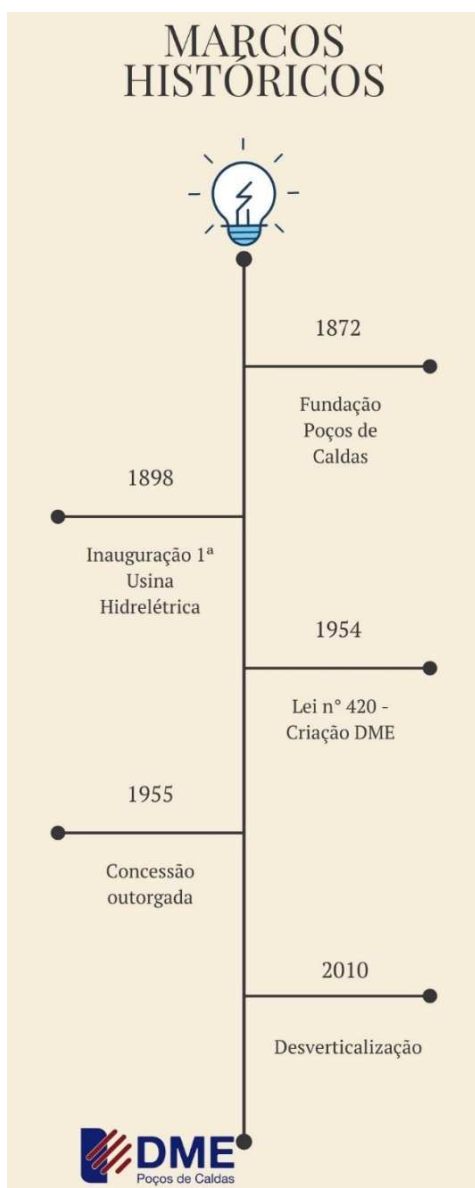 MARCOS
HISTÓRICOS
1872
Fundação
Poços de
Caldas
1898
Inauguração 1ª
Usina
Hidrelétrica
1954
Lei n° 420 -
Criação DME
1955
Concessão
outorgada
2010
Desverticalização
DME
Poços de Caldas